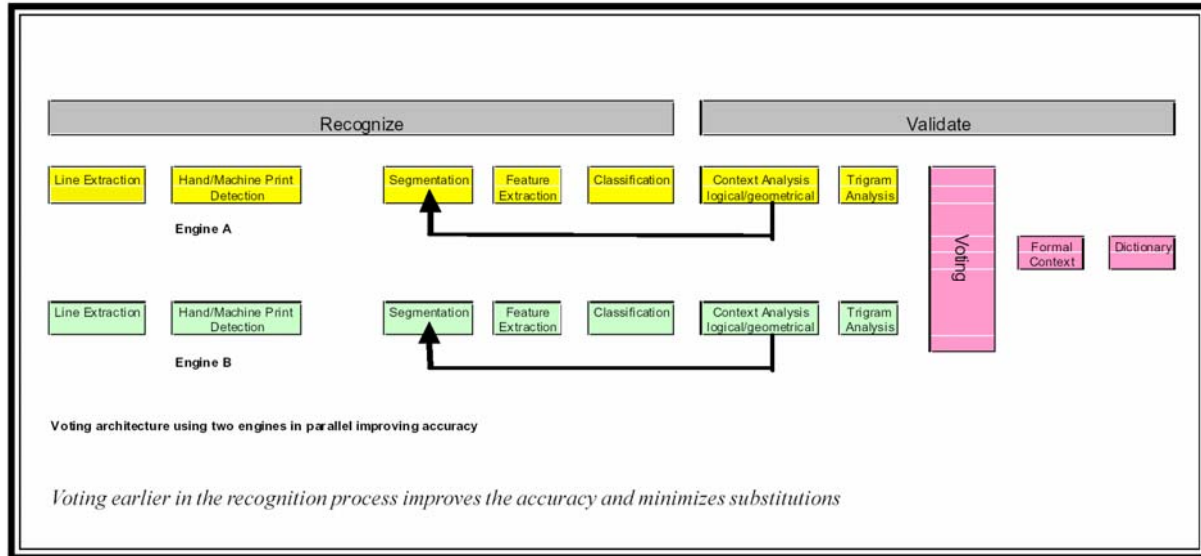 Recognize
Validate
Line Extraction
Hand/Machine Print
Detection
Segmentation
Feature
Extraction
Classification
Context Analysis
logical/geometrical
Trigram
Analysis
Engine A
Voting
Formal
Context
Dictionary
Line Extraction
Hand/Machine Print
Detection
Segmentation
Feature
Extraction
Classification
Context Analysis
logical/geometrical
Trigram
Analysis
Engine B
Voting architecture using two engines in parallel improving accuracy
Voting earlier in the recognition process improves the accuracy and minimizes substitutions